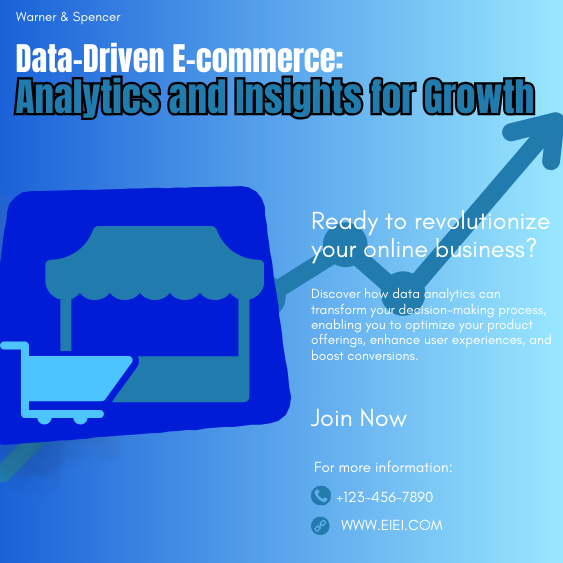 Warner & Spencer
Data-Driven E-commerce:
Analytics and Insights for Growth
Ready to revolutionize
your online business?
Discover how data analytics can
transform your decision-making process,
enabling you to optimize your product
offerings, enhance user experiences, and
boost conversions.
Join Now
For more information:
+123-456-7890
WWW.EIEI.COM